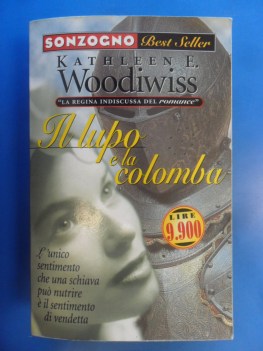 SONZOGNO Best Seller
KATHLEEN E.
Woodiwiss
"LA REGINA INDISCUSSA DEL romance"
Il lupo
e la
colomba
LIRE
9.900
L'unico
sentimento
che una schiava
può nutrire
è il sentimento
di vendetta